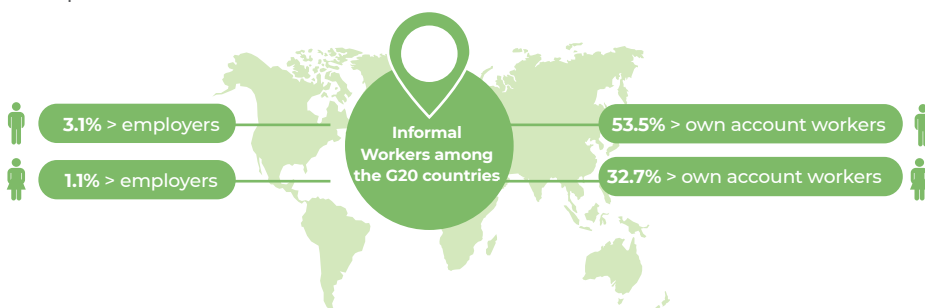 3.1% > employers
1.1% > employers
Informal
Workers among
the G20 countries
53.5% > own account workers
32.7% > own account workers